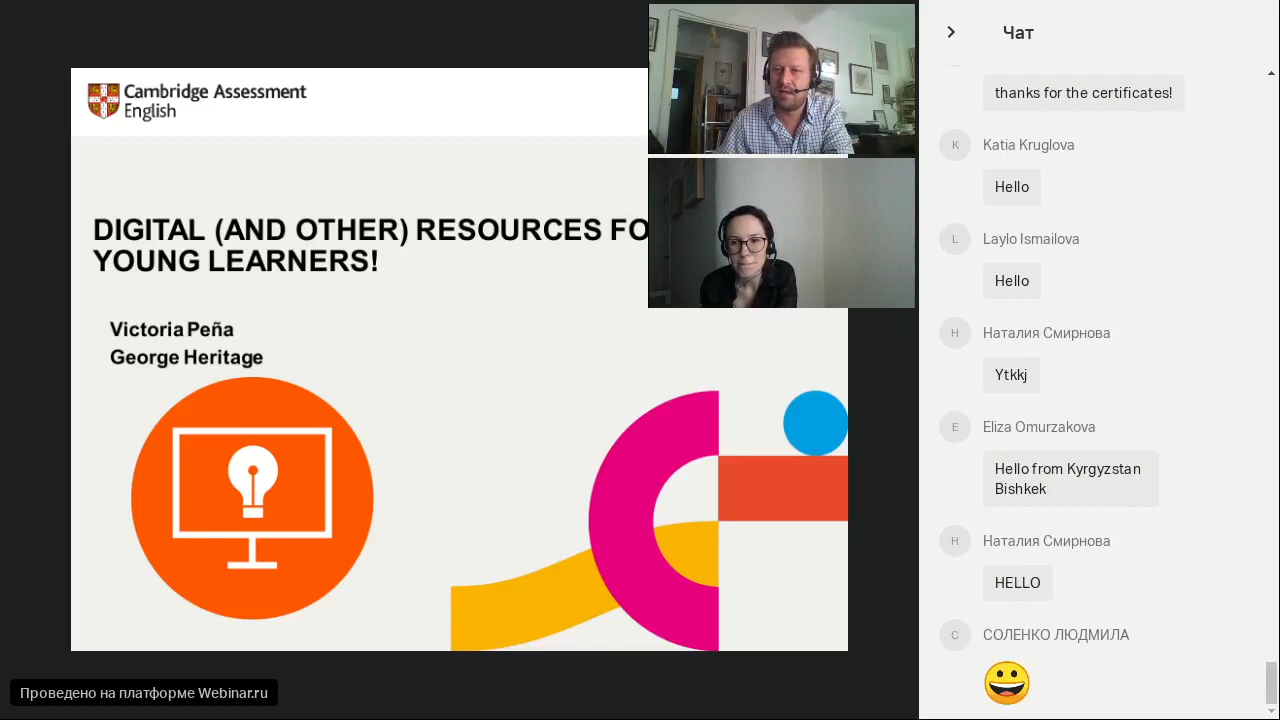 Cambridge Assessment
English
DIGITAL (AND OTHER) RESOURCES FO
YOUNG LEARNERS!
Victoria Peña
George Heritage
Проведено на платформе Webinar.ru
Чат
thanks for the certificates!
K
Katia Kruglova
Hello
L
Laylo Ismailova
Hello
Н
Наталия Смирнова
Ytkkj
E
Eliza Omurzakova
Hello from Kyrgyzstan
Bishkek
Н
Наталия Смирнова
HELLO
С
СОЛЕНКО ЛЮДМИЛА